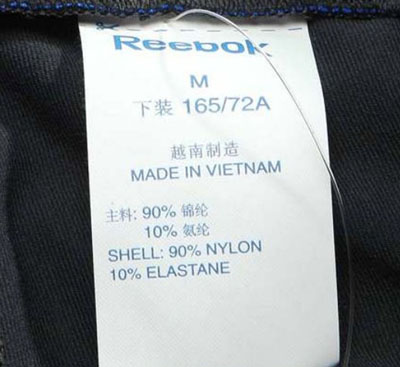 Reebok
M
下装 165/72A
越南制造
MADE IN VIETNAM
主料: 90% 锦纶
10% 氨纶
SHELL: 90% NYLON
10% ELASTANE